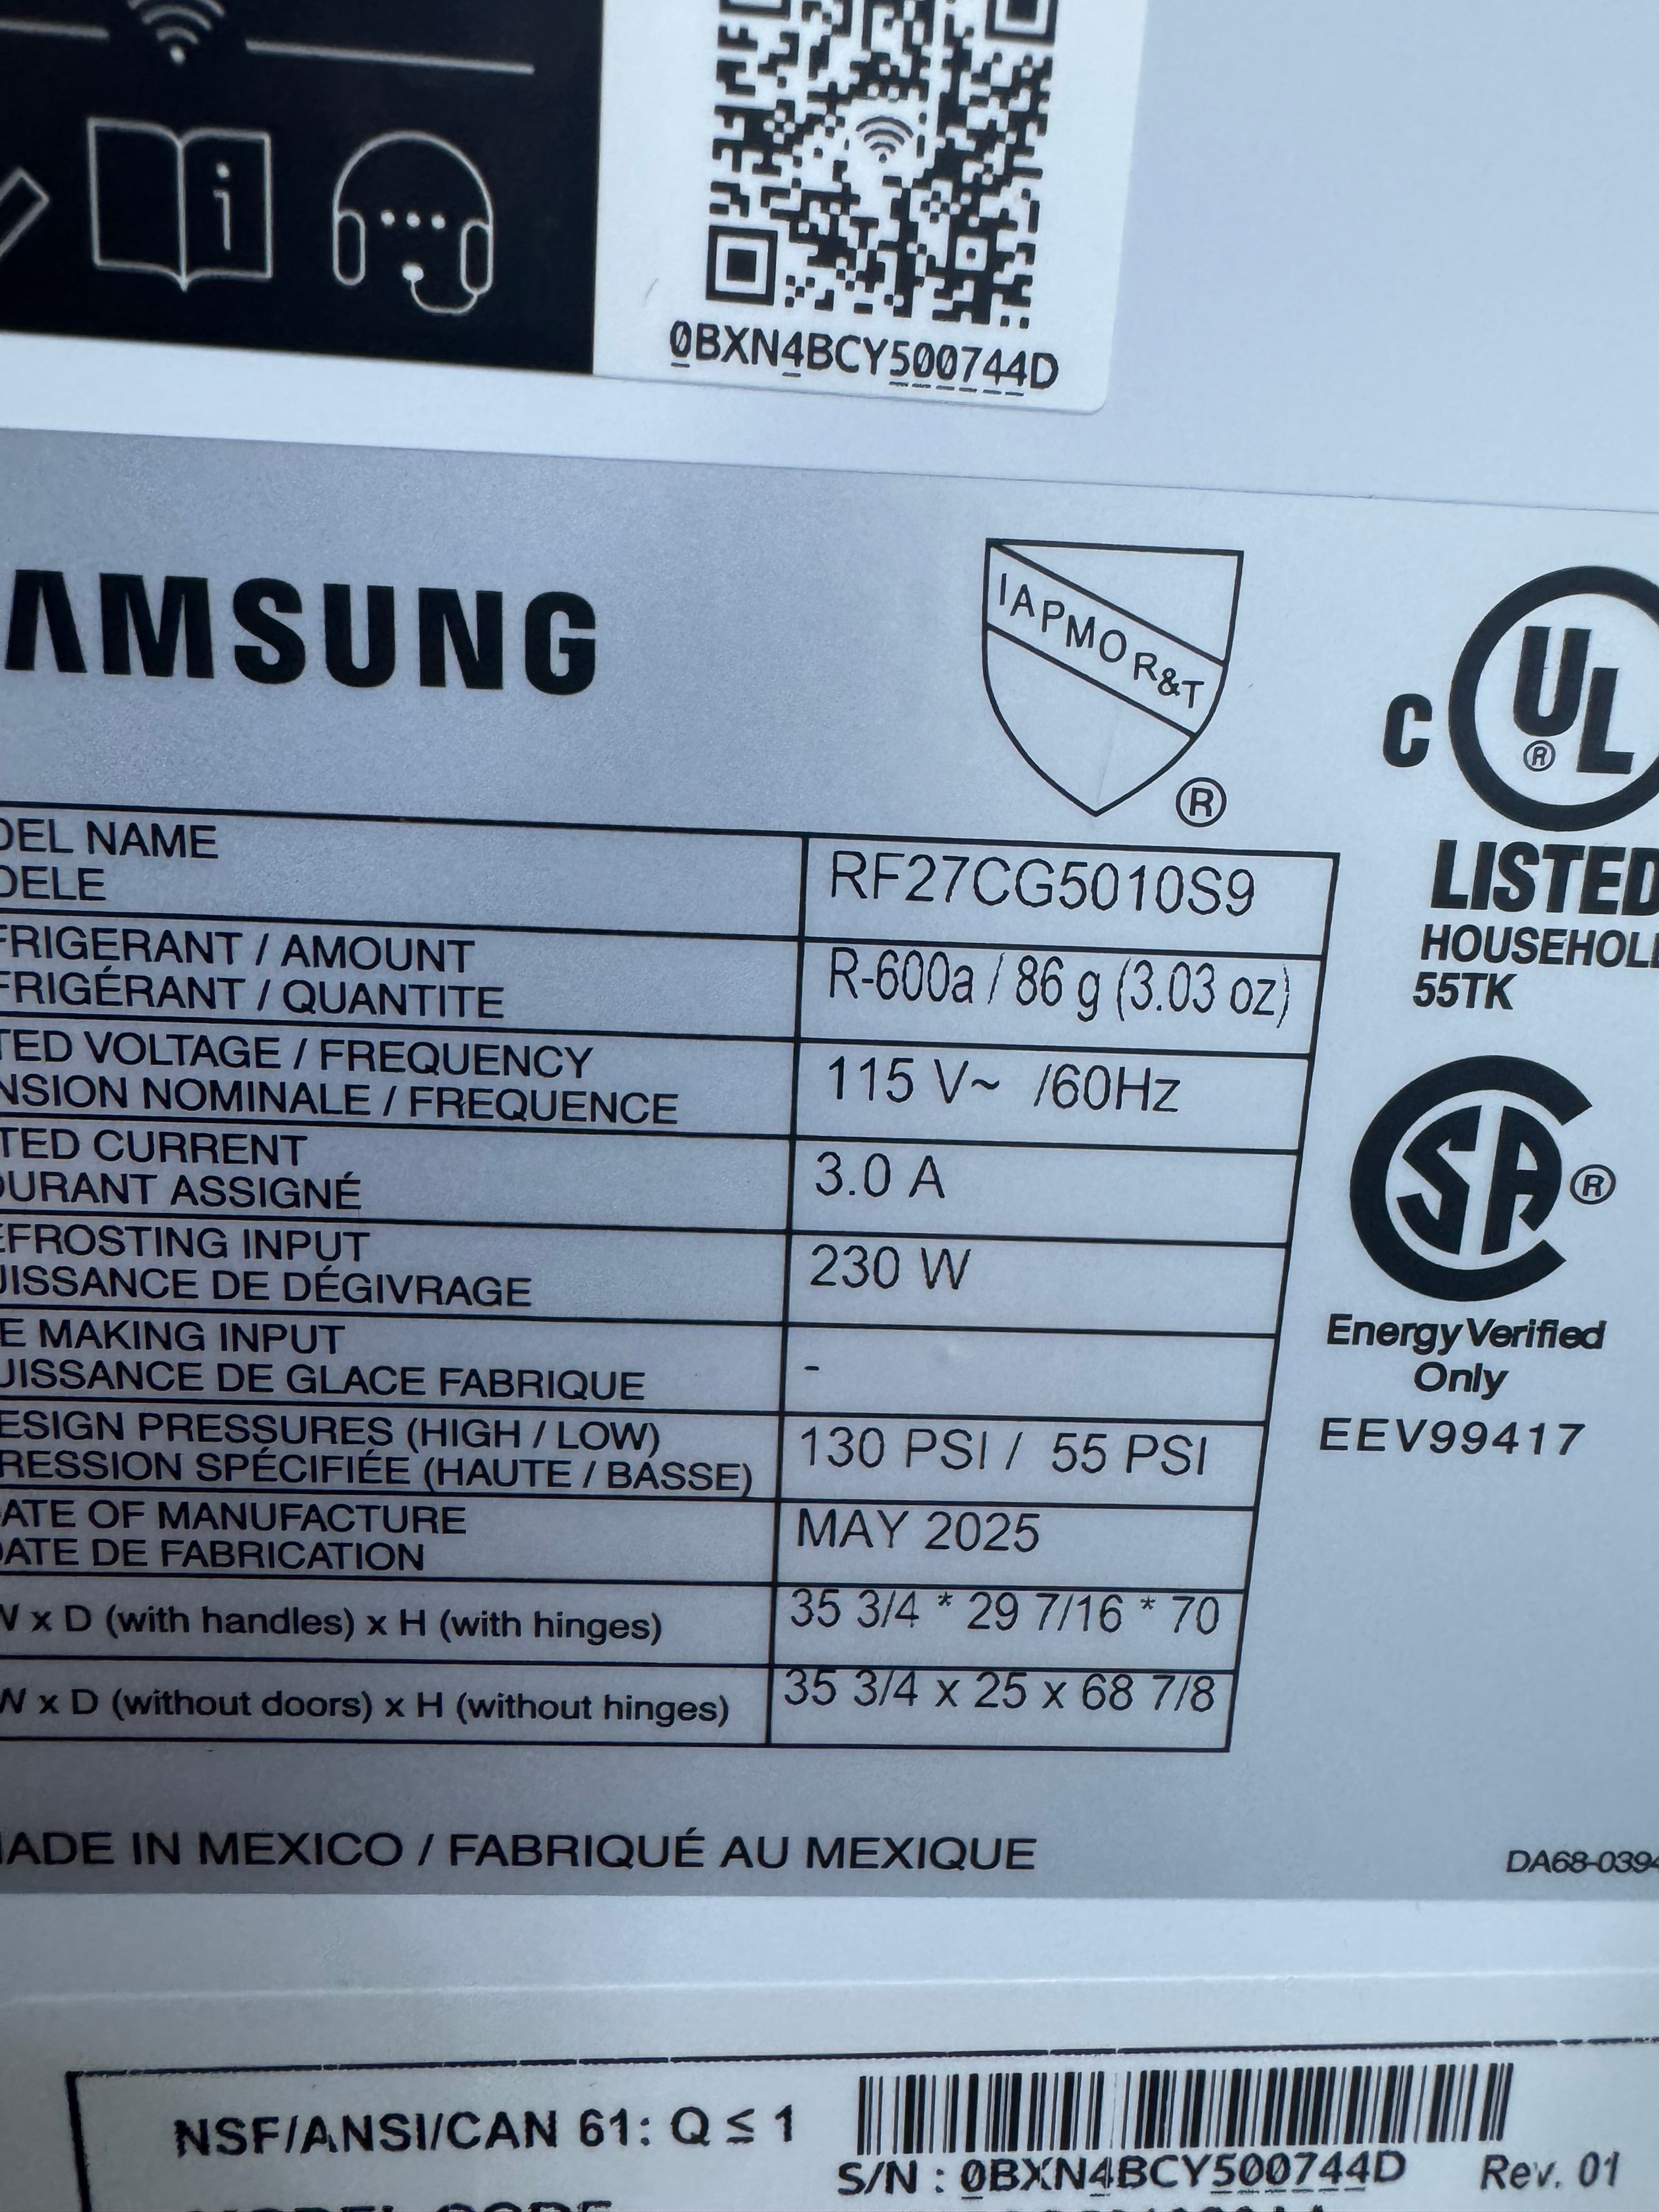 i
0BXN4BCY500744D
AMSUNG
IAPMO R&T
®
C UL ®
LISTED
HOUSEHOL
55TK
DEL NAME
DELE
RF27CG5010S9
FRIGERANT / AMOUNT
FRIGÉRANT / QUANTITE
R-600a / 86 g (3.03 oz)
TED VOLTAGE / FREQUENCY
NSION NOMINALE / FREQUENCE
115 V~ /60Hz
TED CURRENT
OURANT ASSIGNÉ
3.0 A
EFROSTING INPUT
UISSANCE DE DÉGIVRAGE
230 W
E MAKING INPUT
UISSANCE DE GLACE FABRIQUE
-
ESIGN PRESSURES (HIGH / LOW)
RESSION SPÉCIFIÉE (HAUTE / BASSE)
130 PSI / 55 PSI
ATE OF MANUFACTURE
DATE DE FABRICATION
MAY 2025
W x D (with handles) x H (with hinges)
35 3/4 * 29 7/16 * 70
W x D (without doors) x H (without hinges)
35 3/4 x 25 x 68 7/8
SA ®
Energy Verified
Only
EEV99417
MADE IN MEXICO / FABRIQUÉ AU MEXIQUE
DA68-0394
NSF/ANSI/CAN 61: Q ≤ 1
S/N : 0BXN4BCY500744D Rev. 01
MODEL CODE